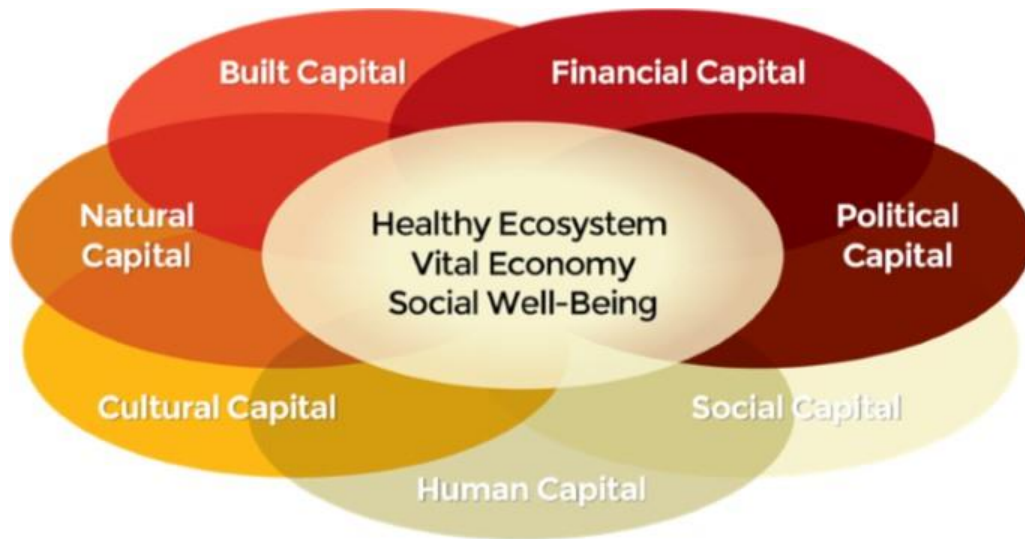 Built Capital
Financial Capital
Natural
Capital
Healthy Ecosystem
Vital Economy
Social Well-Being
Political
Capital
Cultural Capital
Social Capital
Human Capital